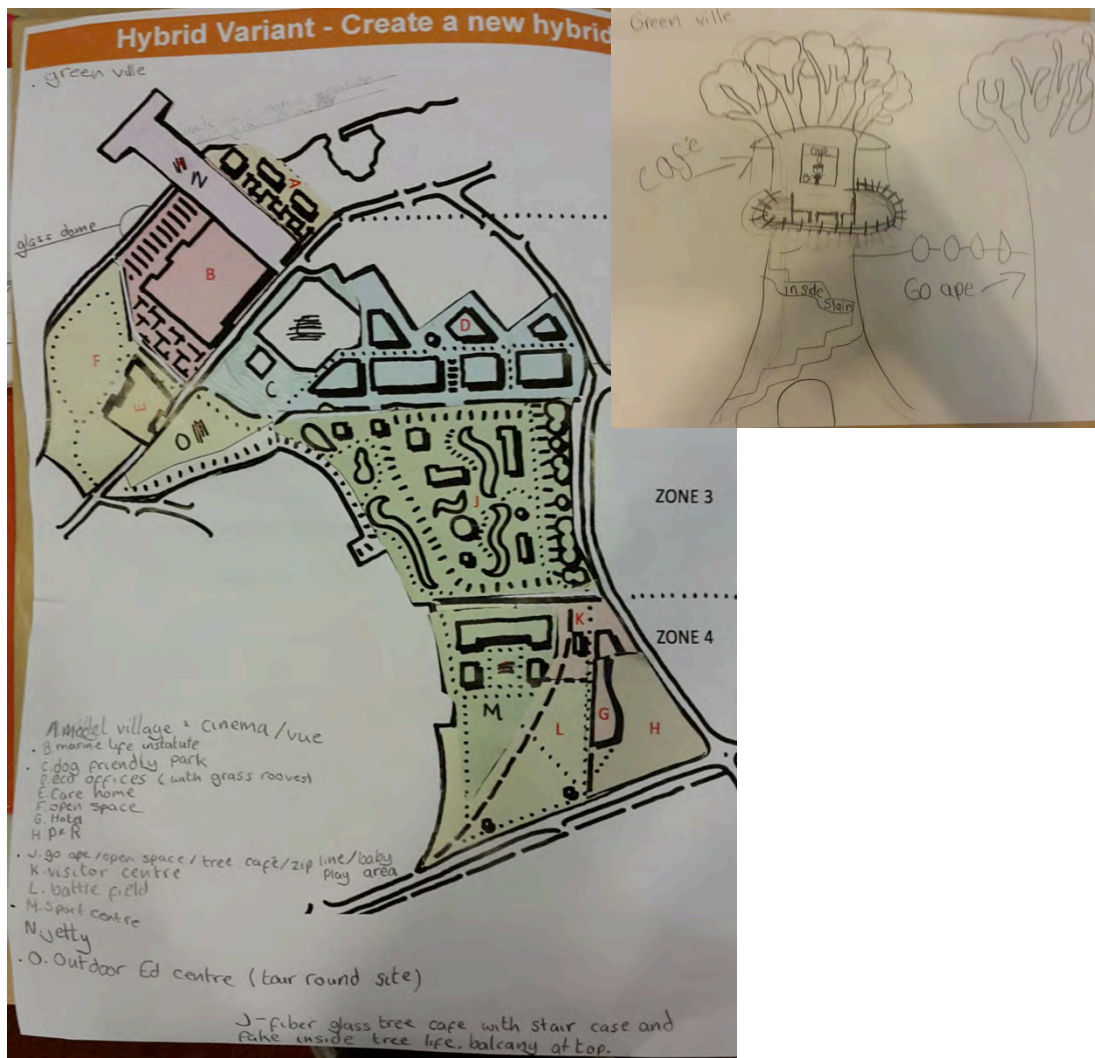 Hybrid Variant - Create a new hybrid
. green ville
glass dome
N
A
B
F
E
O
C
D
J
ZONE 3
ZONE 4
K
M
L
G
H
A.model village & cinema/vue
. B.marine life instatute
. C.dog friendly park
D.eco offices (with grass rooves)
E.Care home
F.open space
G. Hotel
H P&R
. J.go ape/open space/tree café/zip line/baby
play area
K.visitor centre
L. battle field
. M.Sport centre
N.jetty
. O.Outdoor Ed centre (tour round site)
J-fiber glass tree cafe with stair case and
fake inside tree life. balcany at top.
Green ville
café
cafe
inside
stairs
Go ape